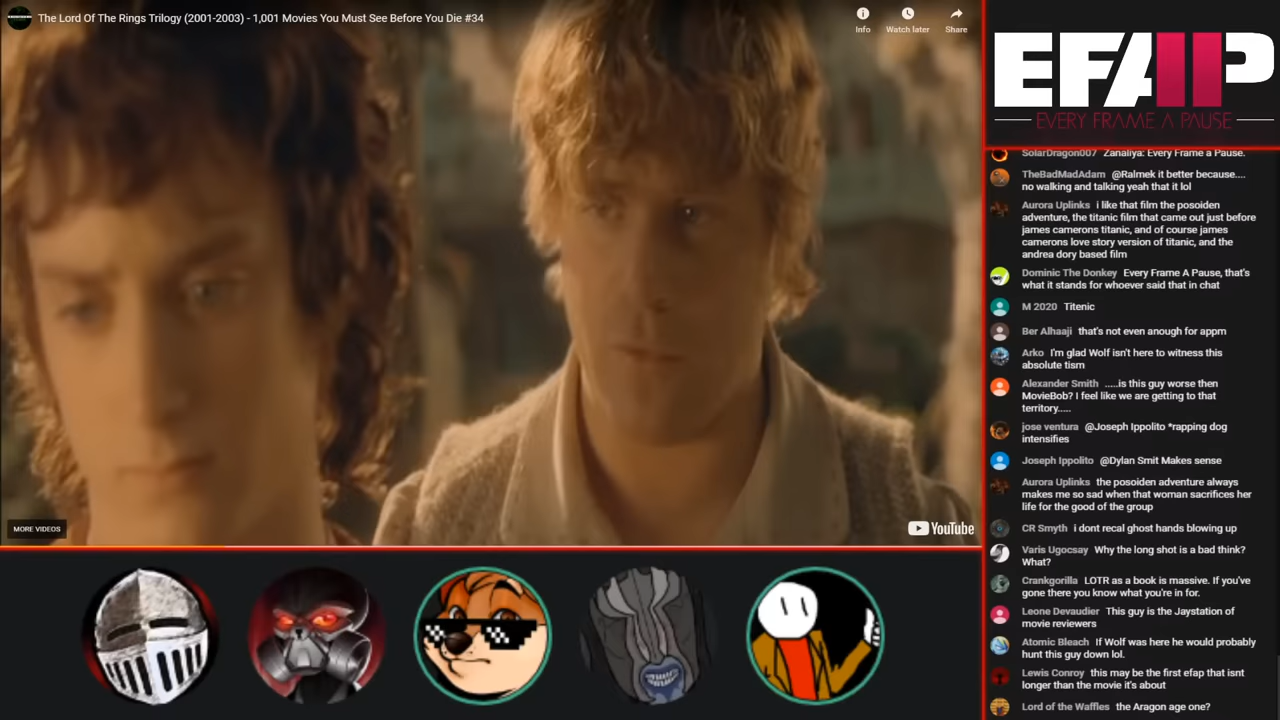 The Lord Of The Rings Trilogy (2001-2003) - 1,001 Movies You Must See Before You Die #34
Info
Watch later
Share
MORE VIDEOS
YouTube
EFAP
EVERY FRAME A PAUSE
SolarDragon007 Zanaliya: Every Frame a Pause.
TheBadMadAdam @Ralmek it better because....
no walking and talking yeah that it lol
Aurora Uplinks i like that film the posoiden
adventure, the titanic film that came out just before
james camerons titanic, and of course james
camerons love story version of titanic, and the
andrea dory based film
Dominic The Donkey Every Frame A Pause, that's
what it stands for whoever said that in chat
M 2020 Titenic
Ber Alhaaji that's not even anough for appm
Arko I'm glad Wolf isn't here to witness this
absolute tism
Alexander Smith .....is this guy worse then
MovieBob? I feel like we are getting to that
territory.....
jose ventura @Joseph Ippolito *rapping dog
intensifies
Joseph Ippolito @Dylan Smit Makes sense
Aurora Uplinks the posoiden adventure always
makes me so sad when that woman sacrifices her
life for the good of the group
CR Smyth i dont recal ghost hands blowing up
Varis Ugocsay Why the long shot is a bad think?
What?
Crankgorilla LOTR as a book is massive. If you've
gone there you know what you're in for.
Leone Devaudier This guy is the Jaystation of
movie reviewers
Atomic Bleach If Wolf was here he would probably
hunt this guy down lol.
Lewis Conroy this may be the first efap that isnt
longer than the movie it's about
Lord of the Waffles the Aragon age one?